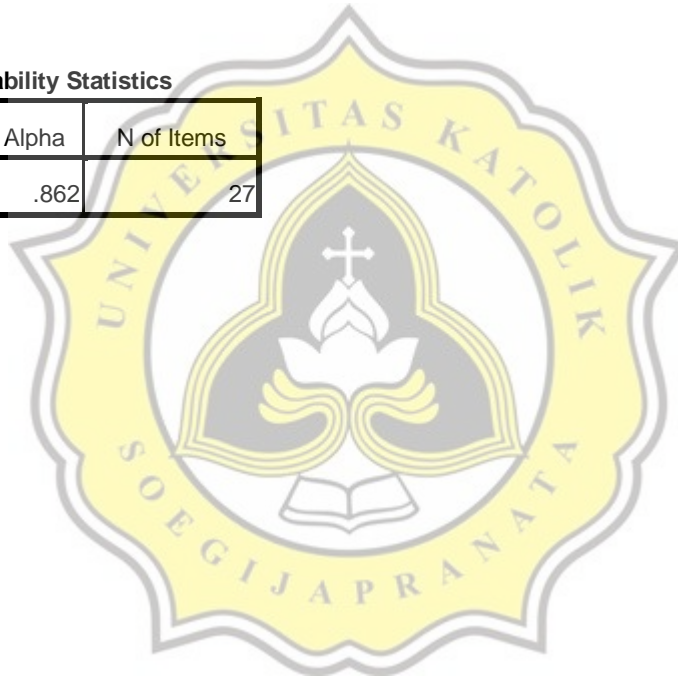 ability Statistics
Alpha N of Items
.862 27
UNIVERSITAS KATOLIK
SOEGIJAPRANATA